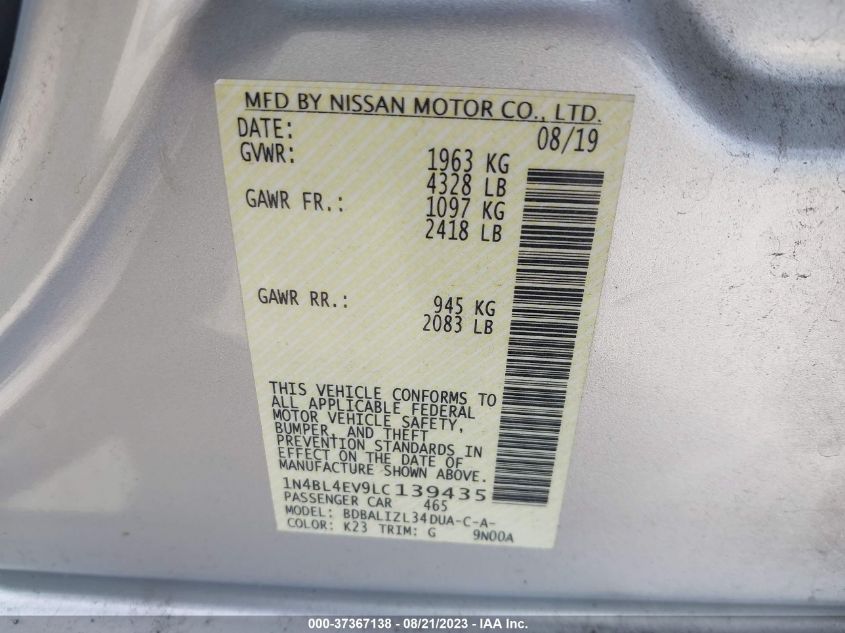 MFD BY NISSAN MOTOR CO., LTD.
DATE: 08/19
GVWR: 1963 KG
4328 LB
GAWR FR.: 1097 KG
2418 LB
GAWR RR.: 945 KG
2083 LB
THIS VEHICLE CONFORMS TO
ALL APPLICABLE FEDERAL
MOTOR VEHICLE SAFETY,
BUMPER, AND THEFT
PREVENTION STANDARDS IN
EFFECT ON THE DATE OF
MANUFACTURE SHOWN ABOVE.
1N4BL4EV9LC139435
PASSENGER CAR 465
MODEL: BDBALIZL34DUA-C-A-
COLOR: K23 TRIM: G 9N00A
000-37367138 - 08/21/2023 - IAA Inc.